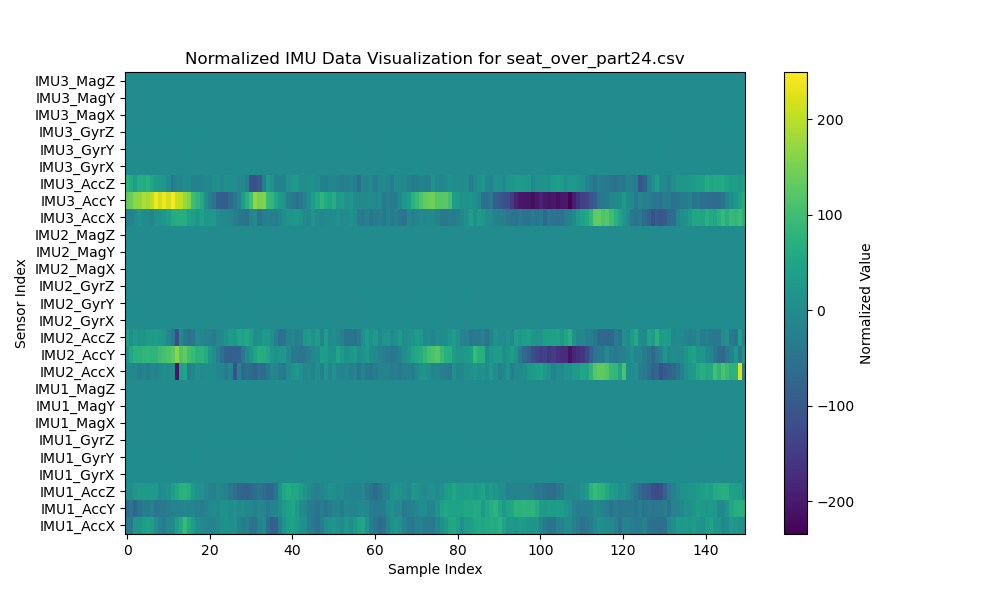 Normalized IMU Data Visualization for seat_over_part24.csv
IMU3_MagZ
IMU3_MagY
IMU3_MagX
IMU3_GyrZ
IMU3_GyrY
IMU3_GyrX
IMU3_AccZ
IMU3_AccY
IMU3_AccX
IMU2_MagZ
IMU2_MagY
IMU2_MagX
IMU2_GyrZ
IMU2_GyrY
IMU2_GyrX
IMU2_AccZ
IMU2_AccY
IMU2_AccX
IMU1_MagZ
IMU1_MagY
IMU1_MagX
IMU1_GyrZ
IMU1_GyrY
IMU1_GyrX
IMU1_AccZ
IMU1_AccY
IMU1_AccX
Sensor Index
0 20 40 60 80 100 120 140
Sample Index
200
100
0
−100
−200
Normalized Value